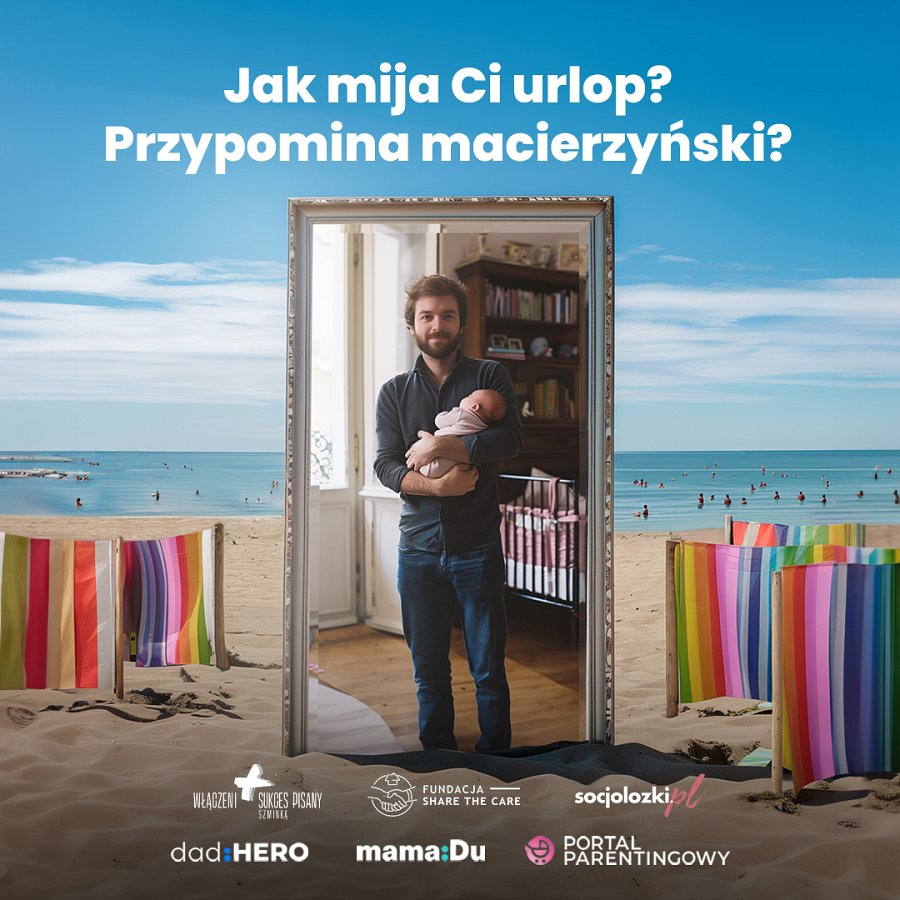 Jak mija Ci urlop?
Przypomina macierzyński?
WŁĄCZENI + SUKCES PISANY
SZMINKĄ
FUNDACJA
SHARE THE CARE
socjolozki.pl
dad:HERO
mama:Du
PORTAL
PARENTINGOWY